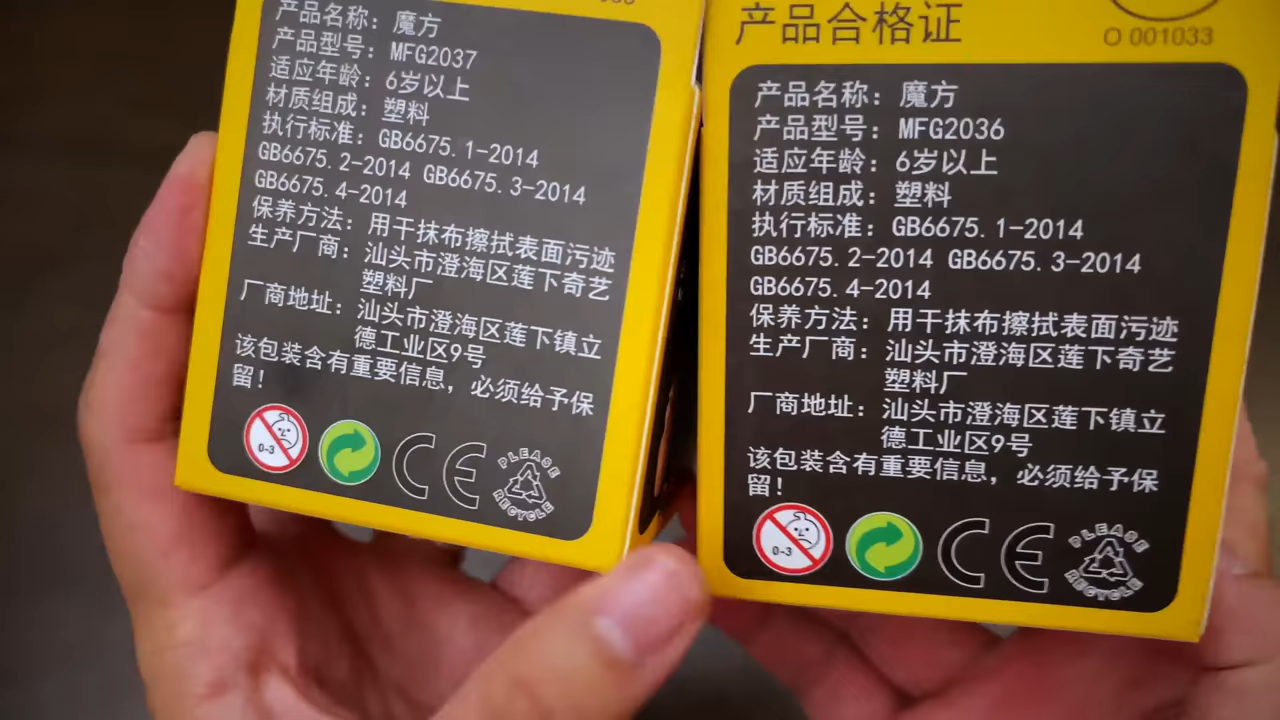 产品名称：魔方
产品型号：MFG2037
适应年龄：6岁以上
材质组成：塑料
执行标准：GB6675.1-2014
GB6675.2-2014 GB6675.3-2014
GB6675.4-2014
保养方法：用干抹布擦拭表面污迹
生产厂商：汕头市澄海区莲下奇艺
塑料厂
厂商地址：汕头市澄海区莲下镇立
德工业区9号
该包装含有重要信息，必须给予保
留！
0-3
CE
PLEASE
RECYCLE
产品合格证
O 001033
产品名称：魔方
产品型号：MFG2036
适应年龄：6岁以上
材质组成：塑料
执行标准：GB6675.1-2014
GB6675.2-2014 GB6675.3-2014
GB6675.4-2014
保养方法：用干抹布擦拭表面污迹
生产厂商：汕头市澄海区莲下奇艺
塑料厂
厂商地址：汕头市澄海区莲下镇立
德工业区9号
该包装含有重要信息，必须给予保
留！
0-3
CE
PLEASE
RECYCLE